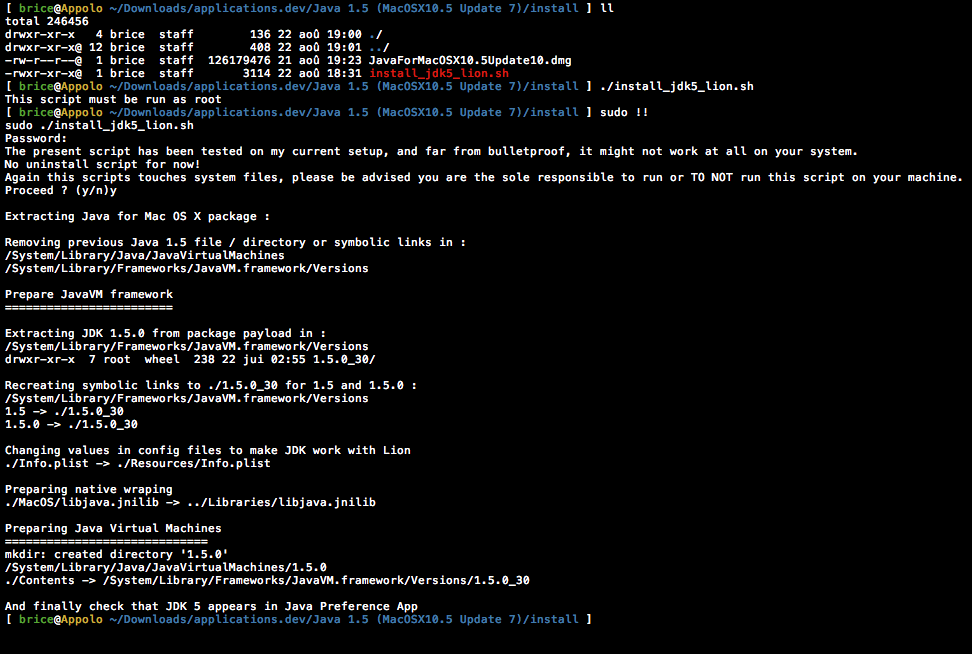 [ brice@Appolo ~/Downloads/applications.dev/Java 1.5 (MacOSX10.5 Update 7)/install ] ll
total 246456
drwxr-xr-x   4 brice  staff        136 22 aoû 19:00 ./
drwxr-xr-x@ 12 brice  staff        408 22 aoû 19:01 ../
-rw-r--r--@  1 brice  staff  126179476 21 aoû 19:23 JavaForMacOSX10.5Update10.dmg
-rwxr-xr-x@  1 brice  staff       3114 22 aoû 18:31 install_jdk5_lion.sh
[ brice@Appolo ~/Downloads/applications.dev/Java 1.5 (MacOSX10.5 Update 7)/install ] ./install_jdk5_lion.sh
This script must be run as root
[ brice@Appolo ~/Downloads/applications.dev/Java 1.5 (MacOSX10.5 Update 7)/install ] sudo !!
sudo ./install_jdk5_lion.sh
Password:
The present script has been tested on my current setup, and far from bulletproof, it might not work at all on your system.
No uninstall script for now!
Again this scripts touches system files, please be advised you are the sole responsible to run or TO NOT run this script on your machine.
Proceed ? (y/n)y
Extracting Java for Mac OS X package :
Removing previous Java 1.5 file / directory or symbolic links in :
/System/Library/Java/JavaVirtualMachines
/System/Library/Frameworks/JavaVM.framework/Versions
Prepare JavaVM framework
========================
Extracting JDK 1.5.0 from package payload in :
/System/Library/Frameworks/JavaVM.framework/Versions
drwxr-xr-x  7 root  wheel  238 22 jui 02:55 1.5.0_30/
Recreating symbolic links to ./1.5.0_30 for 1.5 and 1.5.0 :
/System/Library/Frameworks/JavaVM.framework/Versions
1.5 -> ./1.5.0_30
1.5.0 -> ./1.5.0_30
Changing values in config files to make JDK work with Lion
./Info.plist -> ./Resources/Info.plist
Preparing native wraping
./MacOS/libjava.jnilib -> ../Libraries/libjava.jnilib
Preparing Java Virtual Machines
=============================
mkdir: created directory '1.5.0'
/System/Library/Java/JavaVirtualMachines/1.5.0
./Contents -> /System/Library/Frameworks/JavaVM.framework/Versions/1.5.0_30
And finally check that JDK 5 appears in Java Preference App
[ brice@Appolo ~/Downloads/applications.dev/Java 1.5 (MacOSX10.5 Update 7)/install ]